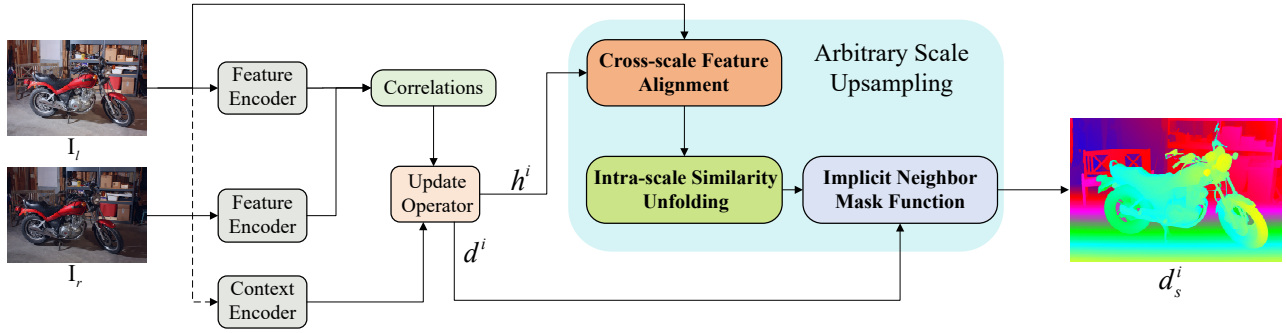 I_l
I_r
Feature
Encoder
Feature
Encoder
Context
Encoder
Correlations
Update
Operator
h^i
d^i
Cross-scale Feature
Alignment
Arbitrary Scale
Upsampling
Intra-scale Similarity
Unfolding
Implicit Neighbor
Mask Function
d_s^i